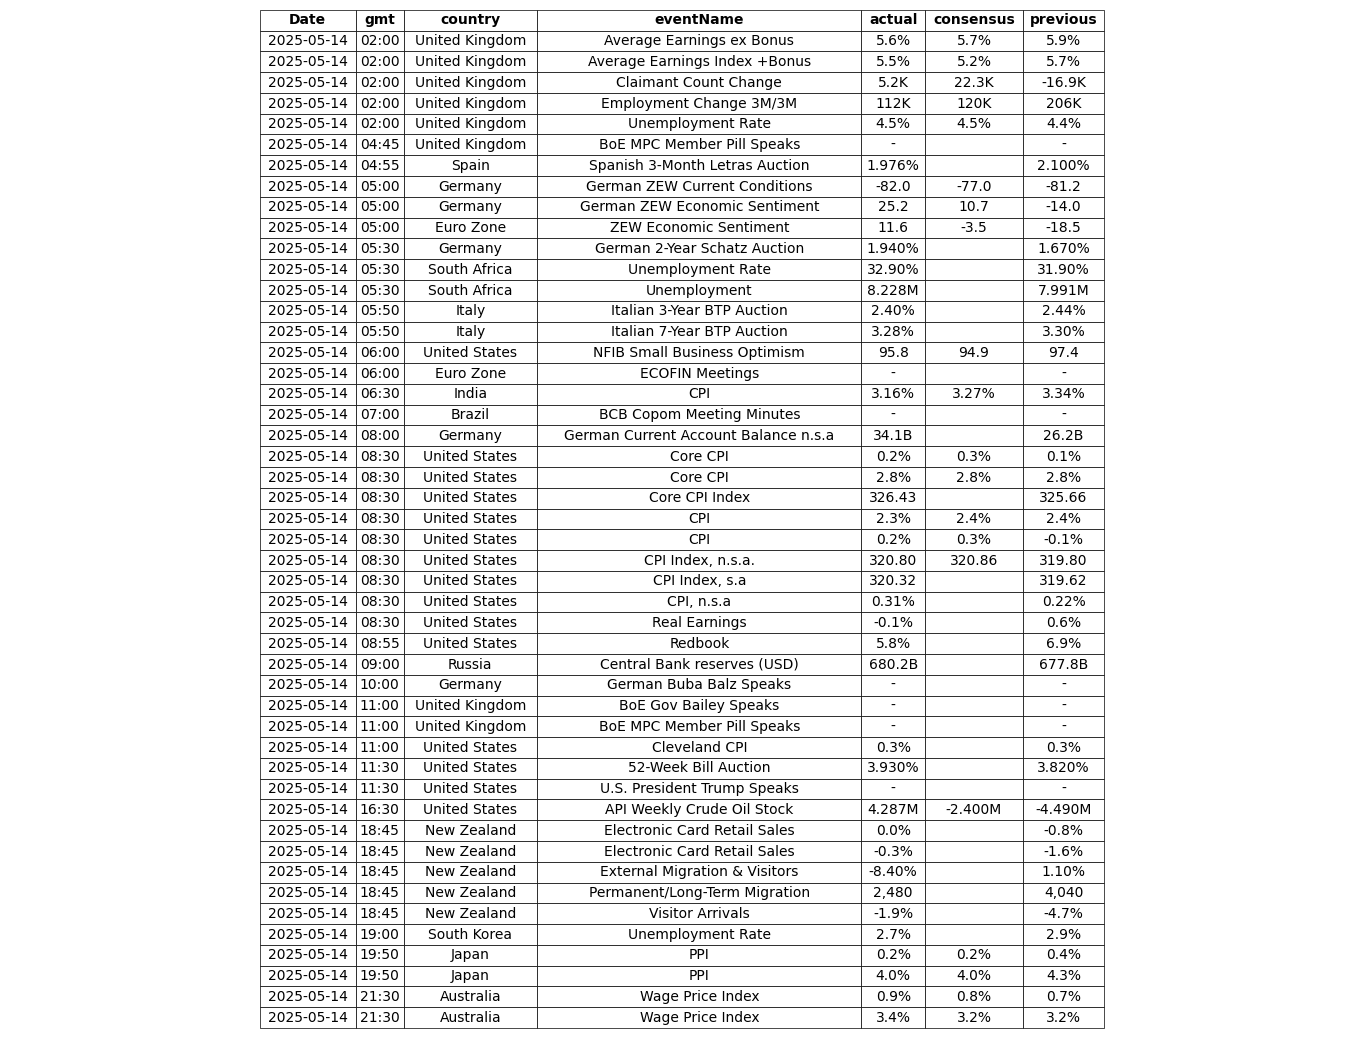 Date gmt country eventName actual consensus previous
2025-05-14 02:00 United Kingdom Average Earnings ex Bonus 5.6% 5.7% 5.9%
2025-05-14 02:00 United Kingdom Average Earnings Index +Bonus 5.5% 5.2% 5.7%
2025-05-14 02:00 United Kingdom Claimant Count Change 5.2K 22.3K -16.9K
2025-05-14 02:00 United Kingdom Employment Change 3M/3M 112K 120K 206K
2025-05-14 02:00 United Kingdom Unemployment Rate 4.5% 4.5% 4.4%
2025-05-14 04:45 United Kingdom BoE MPC Member Pill Speaks - -
2025-05-14 04:55 Spain Spanish 3-Month Letras Auction 1.976% 2.100%
2025-05-14 05:00 Germany German ZEW Current Conditions -82.0 -77.0 -81.2
2025-05-14 05:00 Germany German ZEW Economic Sentiment 25.2 10.7 -14.0
2025-05-14 05:00 Euro Zone ZEW Economic Sentiment 11.6 -3.5 -18.5
2025-05-14 05:30 Germany German 2-Year Schatz Auction 1.940% 1.670%
2025-05-14 05:30 South Africa Unemployment Rate 32.90% 31.90%
2025-05-14 05:30 South Africa Unemployment 8.228M 7.991M
2025-05-14 05:50 Italy Italian 3-Year BTP Auction 2.40% 2.44%
2025-05-14 05:50 Italy Italian 7-Year BTP Auction 3.28% 3.30%
2025-05-14 06:00 United States NFIB Small Business Optimism 95.8 94.9 97.4
2025-05-14 06:00 Euro Zone ECOFIN Meetings - -
2025-05-14 06:30 India CPI 3.16% 3.27% 3.34%
2025-05-14 07:00 Brazil BCB Copom Meeting Minutes - -
2025-05-14 08:00 Germany German Current Account Balance n.s.a 34.1B 26.2B
2025-05-14 08:30 United States Core CPI 0.2% 0.3% 0.1%
2025-05-14 08:30 United States Core CPI 2.8% 2.8% 2.8%
2025-05-14 08:30 United States Core CPI Index 326.43 325.66
2025-05-14 08:30 United States CPI 2.3% 2.4% 2.4%
2025-05-14 08:30 United States CPI 0.2% 0.3% -0.1%
2025-05-14 08:30 United States CPI Index, n.s.a. 320.80 320.86 319.80
2025-05-14 08:30 United States CPI Index, s.a 320.32 319.62
2025-05-14 08:30 United States CPI, n.s.a 0.31% 0.22%
2025-05-14 08:30 United States Real Earnings -0.1% 0.6%
2025-05-14 08:55 United States Redbook 5.8% 6.9%
2025-05-14 09:00 Russia Central Bank reserves (USD) 680.2B 677.8B
2025-05-14 10:00 Germany German Buba Balz Speaks - -
2025-05-14 11:00 United Kingdom BoE Gov Bailey Speaks - -
2025-05-14 11:00 United Kingdom BoE MPC Member Pill Speaks - -
2025-05-14 11:00 United States Cleveland CPI 0.3% 0.3%
2025-05-14 11:30 United States 52-Week Bill Auction 3.930% 3.820%
2025-05-14 11:30 United States U.S. President Trump Speaks - -
2025-05-14 16:30 United States API Weekly Crude Oil Stock 4.287M -2.400M -4.490M
2025-05-14 18:45 New Zealand Electronic Card Retail Sales 0.0% -0.8%
2025-05-14 18:45 New Zealand Electronic Card Retail Sales -0.3% -1.6%
2025-05-14 18:45 New Zealand External Migration & Visitors -8.40% 1.10%
2025-05-14 18:45 New Zealand Permanent/Long-Term Migration 2,480 4,040
2025-05-14 18:45 New Zealand Visitor Arrivals -1.9% -4.7%
2025-05-14 19:00 South Korea Unemployment Rate 2.7% 2.9%
2025-05-14 19:50 Japan PPI 0.2% 0.2% 0.4%
2025-05-14 19:50 Japan PPI 4.0% 4.0% 4.3%
2025-05-14 21:30 Australia Wage Price Index 0.9% 0.8% 0.7%
2025-05-14 21:30 Australia Wage Price Index 3.4% 3.2% 3.2%